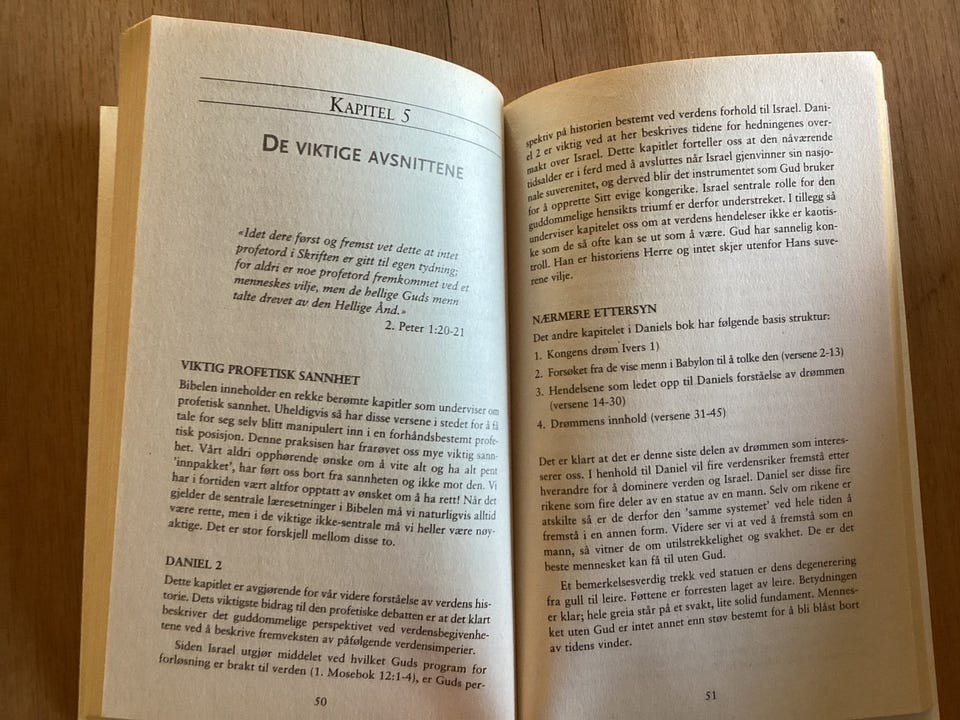 KAPITEL 5
DE VIKTIGE AVSNITTENE
«Idet dere først og fremst vet dette at intet
profetord i Skriften er gitt til egen tydning;
for aldri er noe profetord fremkommet ved et
menneskes vilje, men de hellige Guds menn
talte drevet av den Hellige Ånd.»
2. Peter 1:20-21
VIKTIG PROFETISK SANNHET
Bibelen inneholder en rekke berømte kapitler som underviser om
profetisk sannhet. Uheldigvis så har disse versene i stedet for å få
tale for seg selv blitt manipulert inn i en forhåndsbestemt profe-
tisk posisjon. Denne praksisen har frarøvet oss mye viktig sann-
het. Vårt aldri opphørende ønske om å vite alt og ha alt pent
'innpakket', har ført oss bort fra sannheten og ikke mot den. Vi
har i fortiden vært altfor opptatt av ønsket om å ha rett! Når det
gjelder de sentrale læresetninger i Bibelen må vi naturligvis alltid
være rette, men i de viktige ikke-sentrale må vi heller være nøy-
aktige. Det er stor forskjell mellom disse to.
DANIEL 2
Dette kapitlet er avgjørende for vår videre forståelse av verdens his-
torie. Dets viktigste bidrag til den profetiske debatten er at det klart
beskriver det guddommelige perspektivet ved verdensbegivenhe-
tene ved å beskrive fremveksten av påfølgende verdensimperier.
Siden Israel utgjør middelet ved hvilket Guds program for
forløsning er brakt til verden (1. Mosebok 12:1-4), er Guds per-
50
spektiv på historien bestemt ved verdens forhold til Israel. Dani-
el 2 er viktig ved at her beskrives tidene for hedningenes over-
makt over Israel. Dette kapitlet forteller oss at den nåværende
tidsalder er i ferd med å avsluttes når Israel gjenvinner sin nasjo-
nale suverenitet, og derved blir det instrumentet som Gud bruker
for å opprette Sitt evige kongerike. Israel sentrale rolle for den
guddommelige hensikts triumf er derfor understreket. I tillegg så
underviser kapitelet oss om at verdens hendeleser ikke er kaotis-
ke som de så ofte kan se ut som å være. Gud har sannelig kon-
troll. Han er historiens Herre og intet skjer utenfor Hans suve-
rene vilje.
NÆRMERE ETTERSYN
Det andre kapitelet i Daniels bok har følgende basis struktur:
1. Kongens drøm Ivers 1)
2. Forsøket fra de vise menn i Babylon til å tolke den (versene 2-13)
3. Hendelsene som ledet opp til Daniels forståelse av drømmen
(versene 14-30)
4. Drømmens innhold (versene 31-45)
Det er klart at det er denne siste delen av drømmen som interes-
serer oss. I henhold til Daniel vil fire verdensriker fremstå etter
hverandre for å dominere verden og Israel. Daniel ser disse fire
rikene som fire deler av en statue av en mann. Selv om rikene er
atskilte så er de derfor den 'samme systemet' ved hele tiden å
fremstå i en annen form. Videre ser vi at ved å fremstå som en
mann, så vitner de om utilstrekkelighet og svakhet. De er det
beste mennesket kan få til uten Gud.
Et bemerkelsesverdig trekk ved statuen er dens degenerering
fra gull til leire. Føttene er forresten laget av leire. Betydningen
er klar; hele greia står på et svakt, lite solid fundament. Mennes-
ket uten Gud er intet annet enn støv bestemt for å bli blåst bort
av tidens vinder.
51